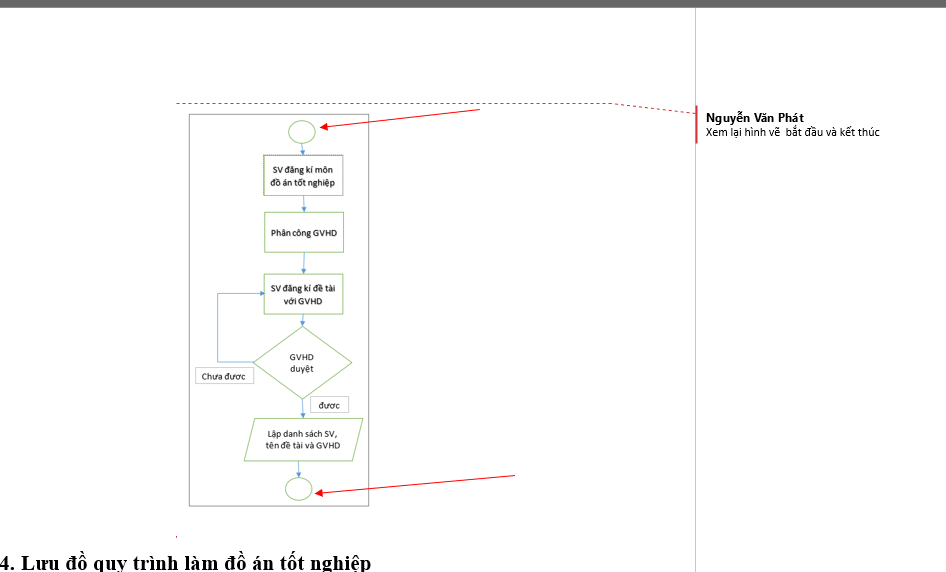 Nguyễn Văn Phát
Xem lại hình vẽ bắt đầu và kết thúc
SV đăng kí môn
đồ án tốt nghiệp
Phân công GVHD
SV đăng kí đề tài
với GVHD
GVHD
duyệt
Chưa được
được
Lập danh sách SV,
tên đề tài và GVHD
4. Lưu đồ quy trình làm đồ án tốt nghiệp